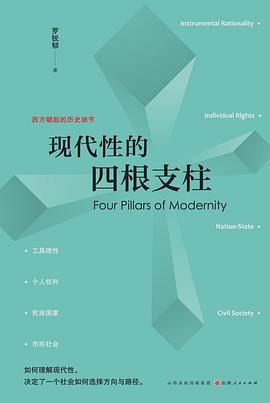 Instrumental Rationality
罗锐韧
著
西方崛起的历史细节
Individual Rights
现代性的
四根支柱
Four Pillars of Modernity
Nation-State
工具理性
个人权利
民族国家
市民社会
Civil Society
如何理解现代性,
决定了一个社会如何选择方向与路径。
山西出版传媒集团 山西人民出版社